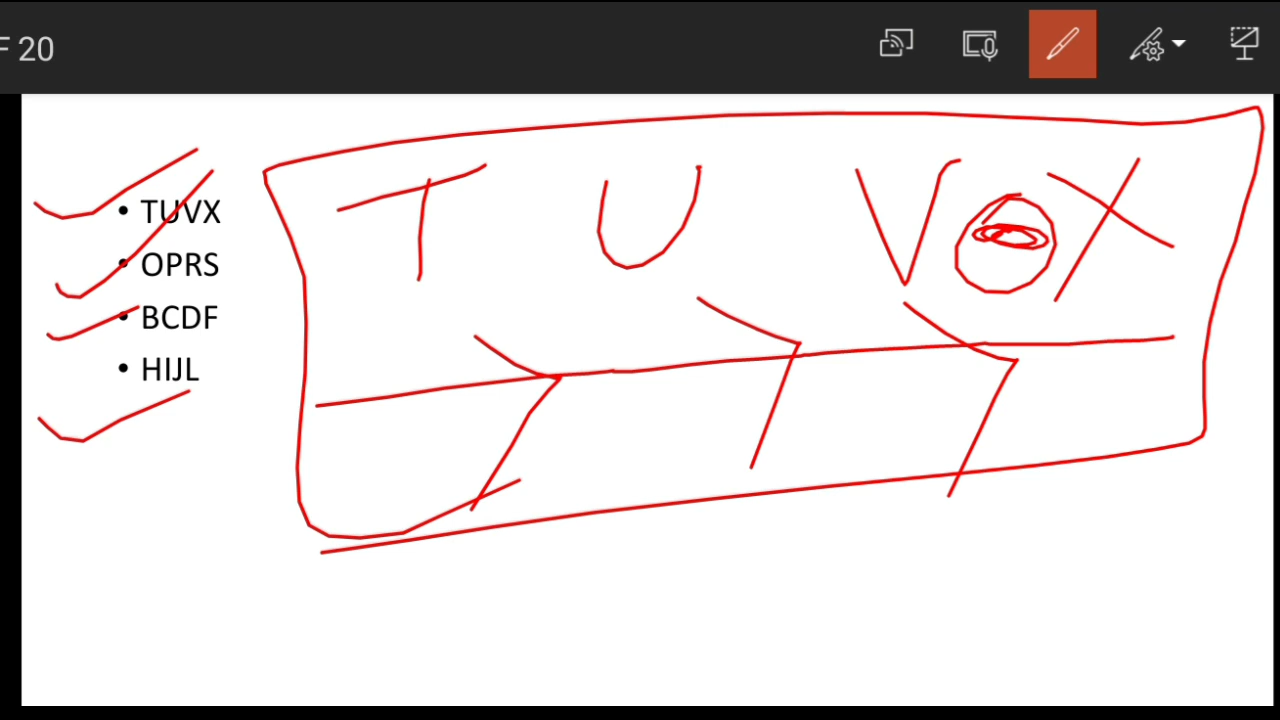 F 20
• TUVX
• OPRS
• BCDF
• HIJL
T U V X